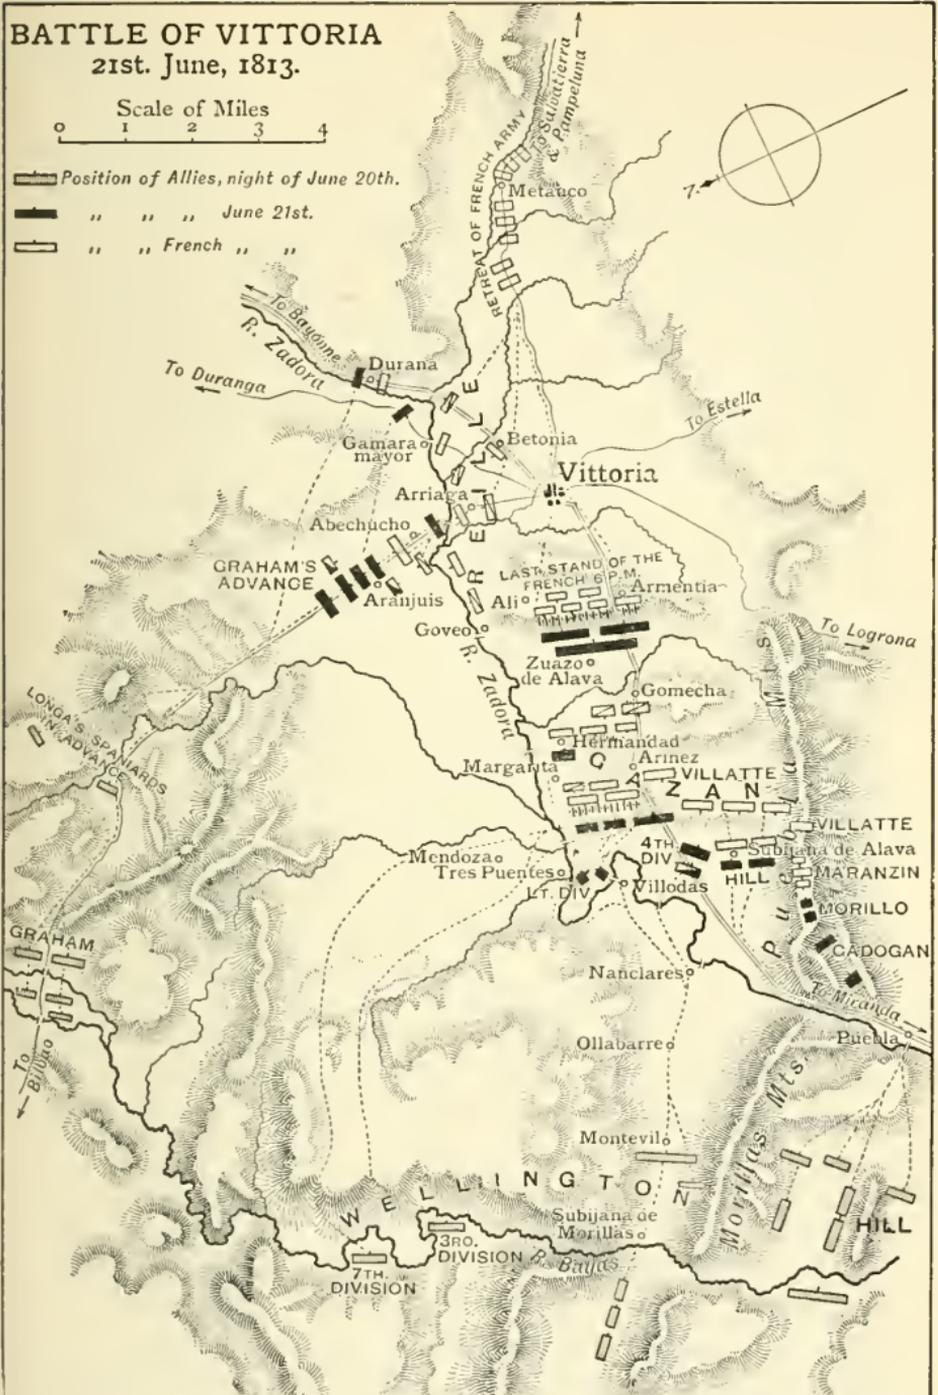 BATTLE OF VITTORIA
21st. June, 1813.
Scale of Miles
0 1 2 3 4
Position of Allies, night of June 20th.
„ „ „ June 21st.
„ „ French „ „
To Salvatierra
& Pampeluna
RETREAT OF FRENCH ARMY
Metauco
N.
To Bayonne
R. Zadora
Durana
To Duranga
To Estella
Gamara
mayor
Betonia
REILLE
Vittoria
Arriaga
Abechucho
GRAHAM'S
ADVANCE
Aranjuis
LAST STAND OF THE
FRENCH 6 P.M.
Armentia
Ali
Goveo
R. Zadora
To Logrona
Zuazo
de Alava
Gomecha
LONGA'S SPANIARDS
IN ADVANCE
Hermandad
Margarita
Arinez
VILLATTE
GAZAN
VILLATTE
4TH
DIV
Subijana de Alava
Mendoza
Tres Puentes
HILL
MARANZIN
LT. DIV
Villodas
MORILLO
Puebla Mts
GRAHAM
CADOGAN
Nanclares
To Miranda
Puebla
Ollabarre
To
Bilbao
Montevil
Morillas Mts.
WELLINGTON
Subijana de
Morillas
HILL
3RD.
DIVISION
R. Bayas
7TH.
DIVISION